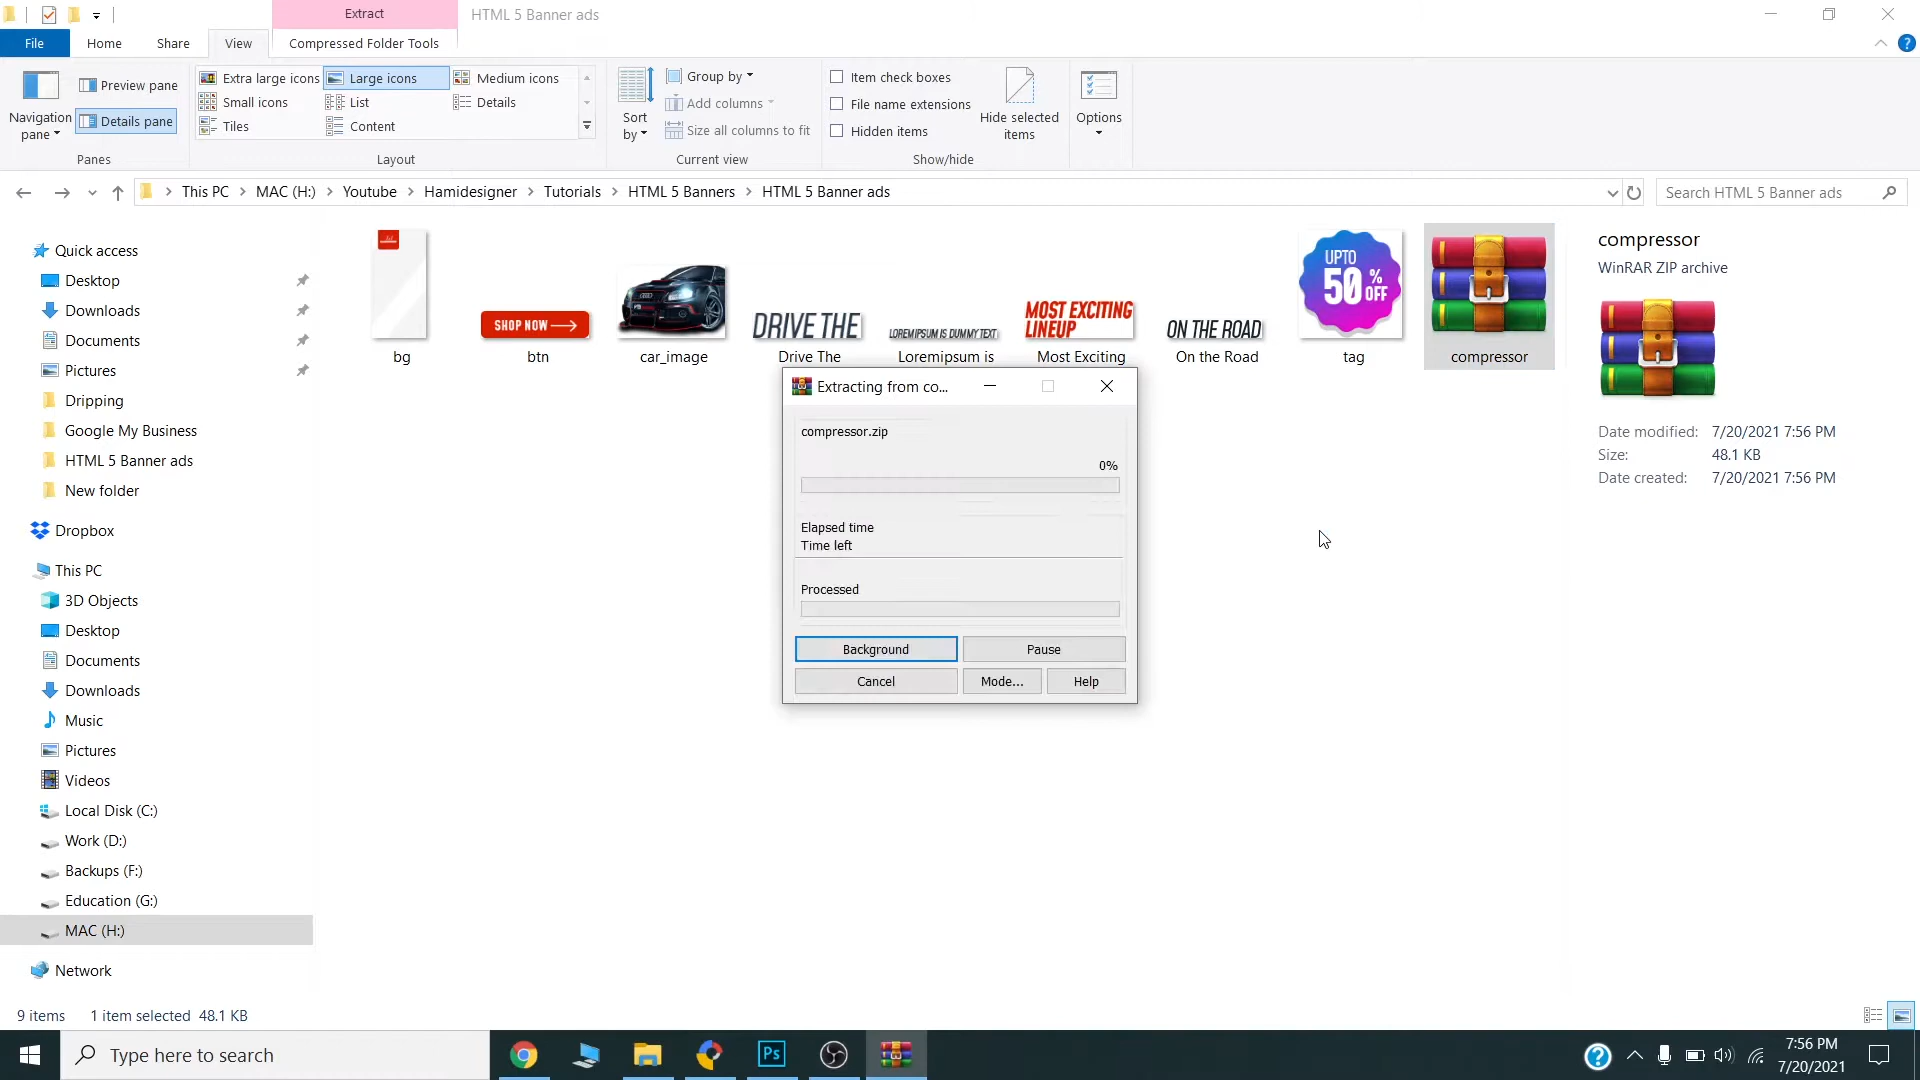 Extract
HTML 5 Banner ads
File
Home
Share
View
Compressed Folder Tools
Navigation pane
Preview pane
Details pane
Panes
Extra large icons
Large icons
Medium icons
Small icons
List
Details
Tiles
Content
Layout
Sort by
Group by
Add columns
Size all columns to fit
Current view
Item check boxes
File name extensions
Hidden items
Hide selected items
Show/hide
Options
This PC
MAC (H:)
Youtube
Hamidesigner
Tutorials
HTML 5 Banners
HTML 5 Banner ads
Search HTML 5 Banner ads
Quick access
Desktop
Downloads
Documents
Pictures
Dripping
Google My Business
HTML 5 Banner ads
New folder
Dropbox
This PC
3D Objects
Desktop
Documents
Downloads
Music
Pictures
Videos
Local Disk (C:)
Work (D:)
Backups (F:)
Education (G:)
MAC (H:)
Network
bg
SHOP NOW
btn
car_image
DRIVE THE
Drive The
LOREM IPSUM IS DUMMY TEXT
Loremipsum is
MOST EXCITING
LINEUP
Most Exciting
ON THE ROAD
On the Road
UPTO
50% OFF
tag
compressor
compressor
WinRAR ZIP archive
Date modified: 7/20/2021 7:56 PM
Size: 48.1 KB
Date created: 7/20/2021 7:56 PM
Extracting from co...
compressor.zip
0%
Elapsed time
Time left
Processed
Background
Pause
Cancel
Mode...
Help
9 items
1 item selected 48.1 KB
Type here to search
Ps
7:56 PM
7/20/2021